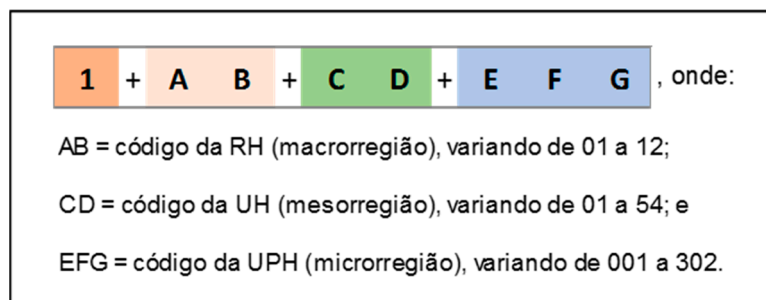 1 + A B + C D + E F G , onde:
AB = código da RH (macrorregião), variando de 01 a 12;
CD = código da UH (mesorregião), variando de 01 a 54; e
EFG = código da UPH (microrregião), variando de 001 a 302.